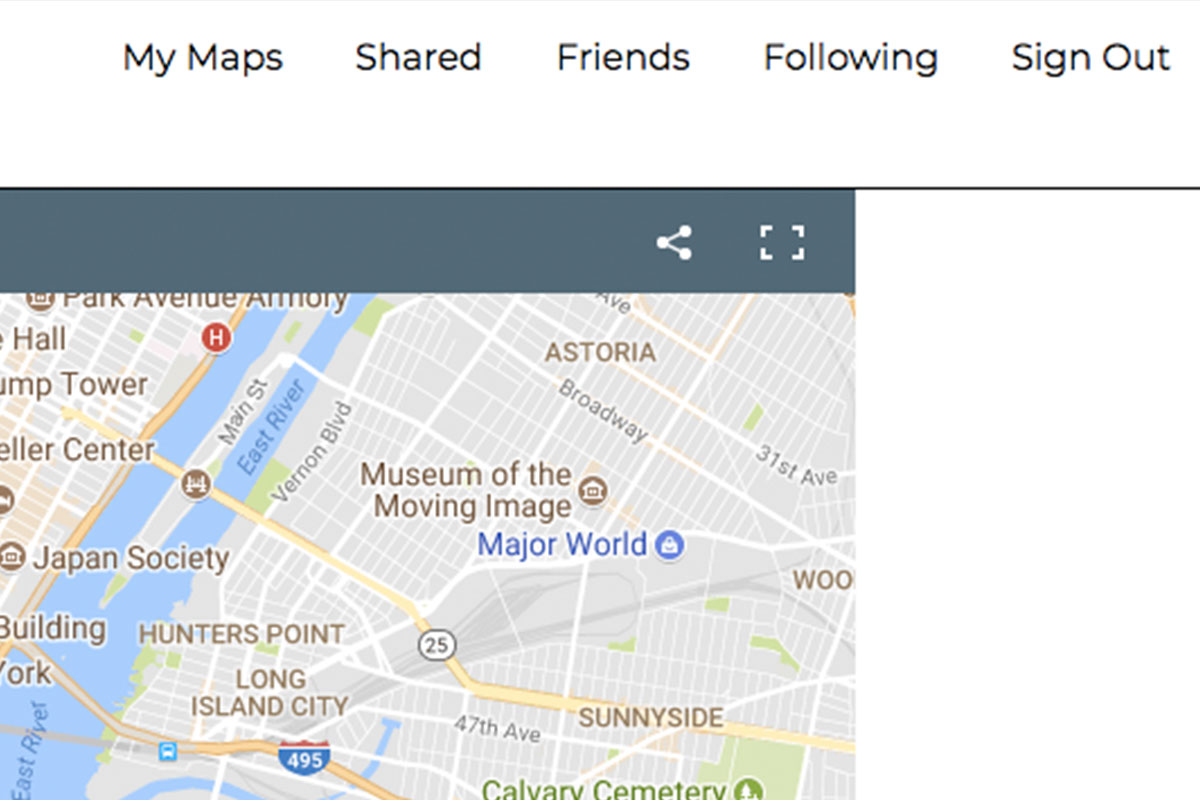 My Maps Shared Friends Following Sign Out
Park Avenue Armory
Hall
H
Ave
ASTORIA
Tower
Main St
Broadway
East River
Vernon Blvd
Center
31st Ave
Museum of the
Moving Image
Major World
Japan Society
WOO
Building
HUNTERS POINT
25
York
LONG
ISLAND CITY
47th Ave
SUNNYSIDE
East River
495
Calvary Cemetery